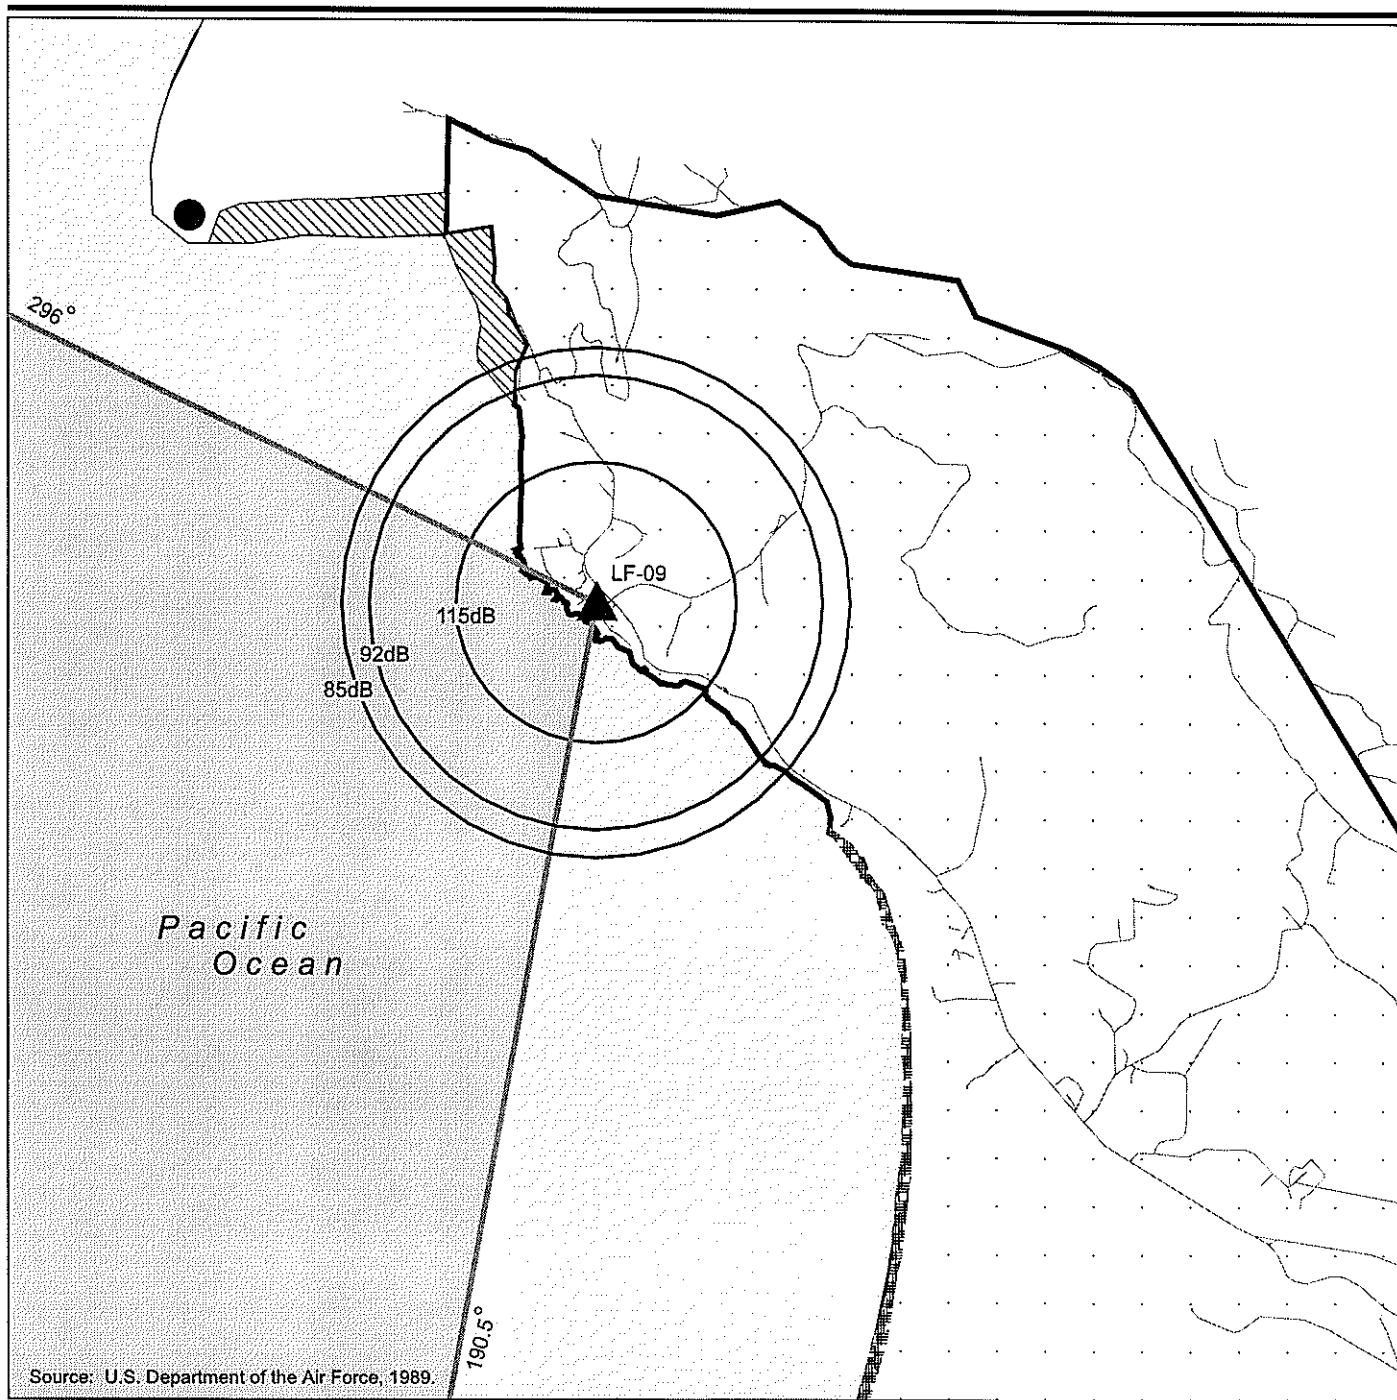 296°
LF-09
115dB
92dB
85dB
Pacific
Ocean
190.5°
Source: U.S. Department of the Air Force, 1989.